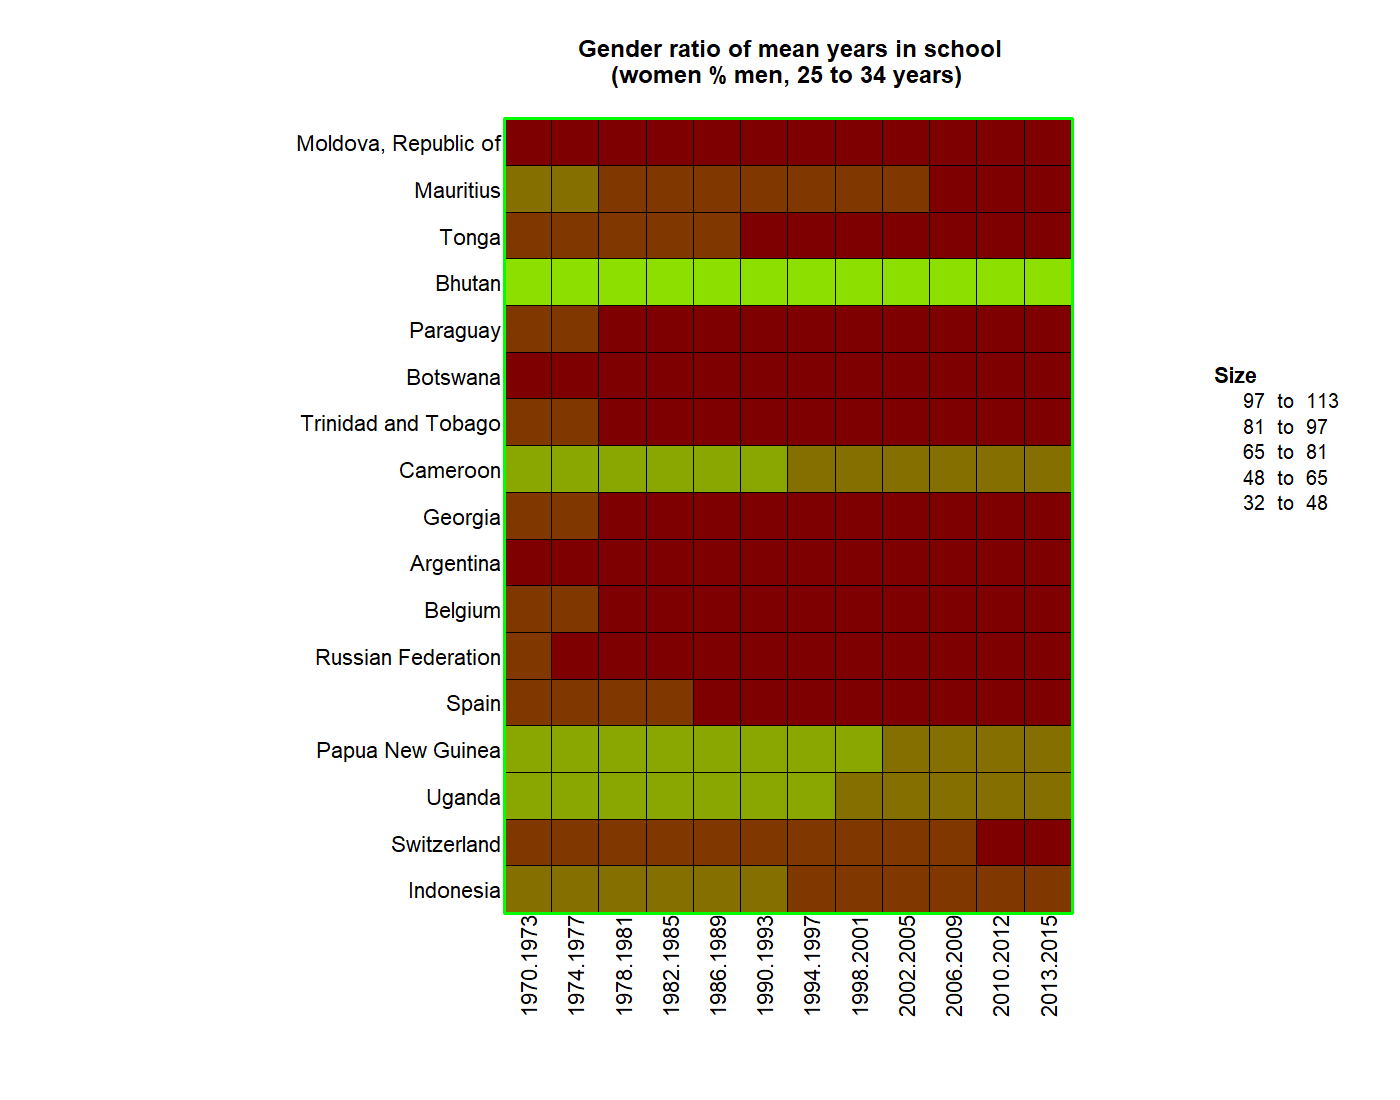 Gender ratio of mean years in school
(women % men, 25 to 34 years)
Moldova, Republic of
Mauritius
Tonga
Bhutan
Paraguay
Botswana
Trinidad and Tobago
Cameroon
Georgia
Argentina
Belgium
Russian Federation
Spain
Papua New Guinea
Uganda
Switzerland
Indonesia
1970.1973
1974.1977
1978.1981
1982.1985
1986.1989
1990.1993
1994.1997
1998.2001
2002.2005
2006.2009
2010.2012
2013.2015
Size
97 to 113
81 to 97
65 to 81
48 to 65
32 to 48